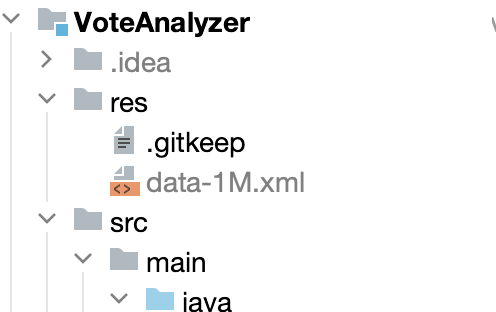 VoteAnalyzer
.idea
res
.gitkeep
data-1M.xml
src
main
java